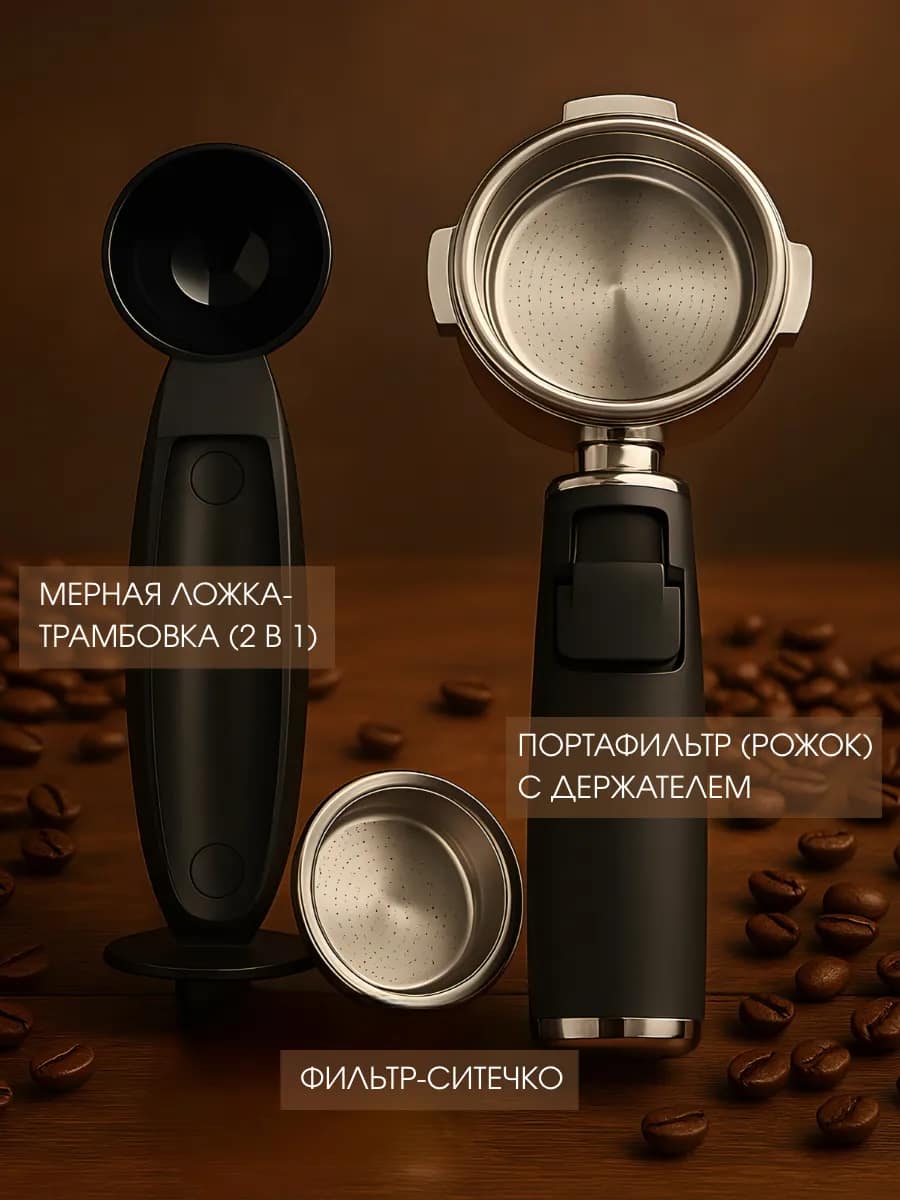 МЕРНАЯ ЛОЖКА-
ТРАМБОВКА (2 В 1)
ПОРТАФИЛЬТР (РОЖОК)
С ДЕРЖАТЕЛЕМ
ФИЛЬТР-СИТЕЧКО